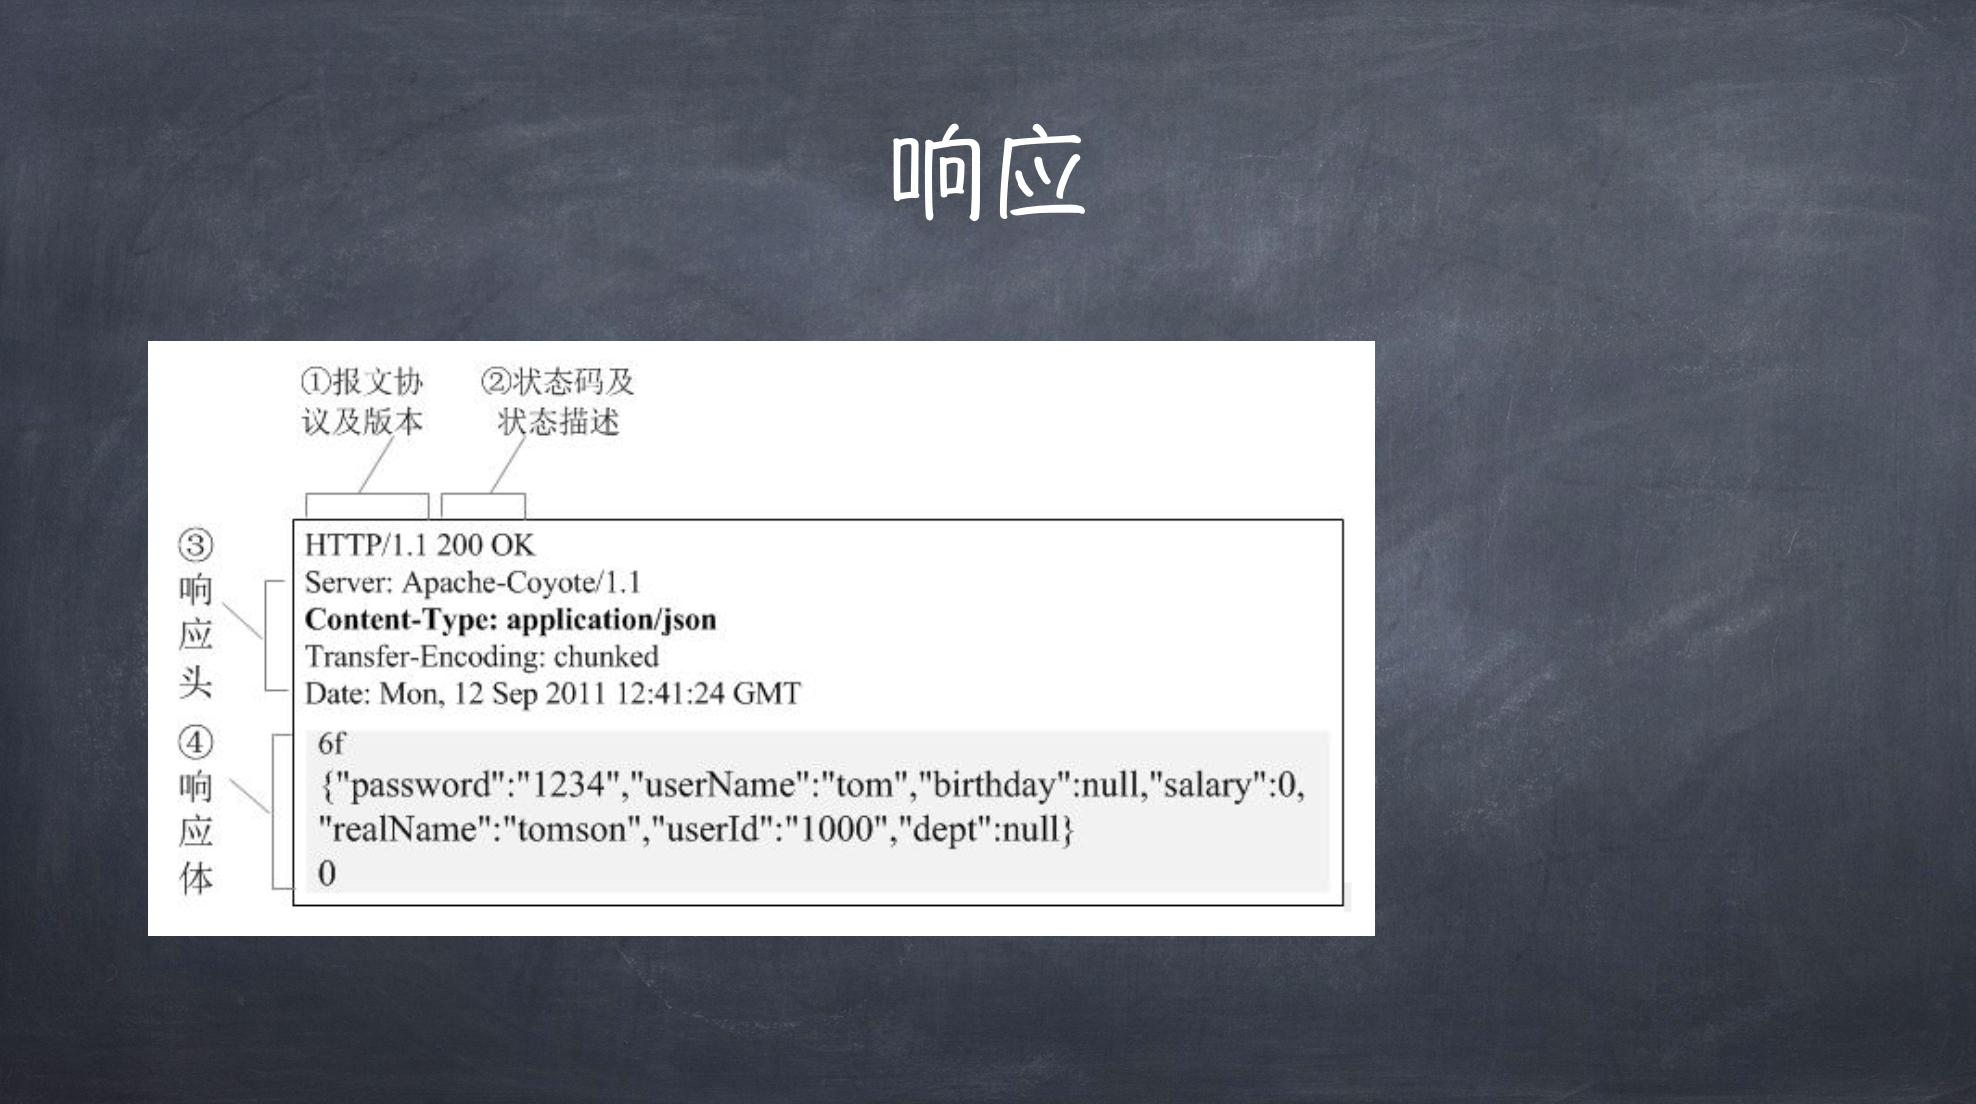 响应
①报文协
议及版本
②状态码及
状态描述
③
响
应
头
HTTP/1.1 200 OK
Server: Apache-Coyote/1.1
Content-Type: application/json
Transfer-Encoding: chunked
Date: Mon, 12 Sep 2011 12:41:24 GMT
④
响
应
体
6f
{"password":"1234","userName":"tom","birthday":null,"salary":0,
"realName":"tomson","userId":"1000","dept":null}
0